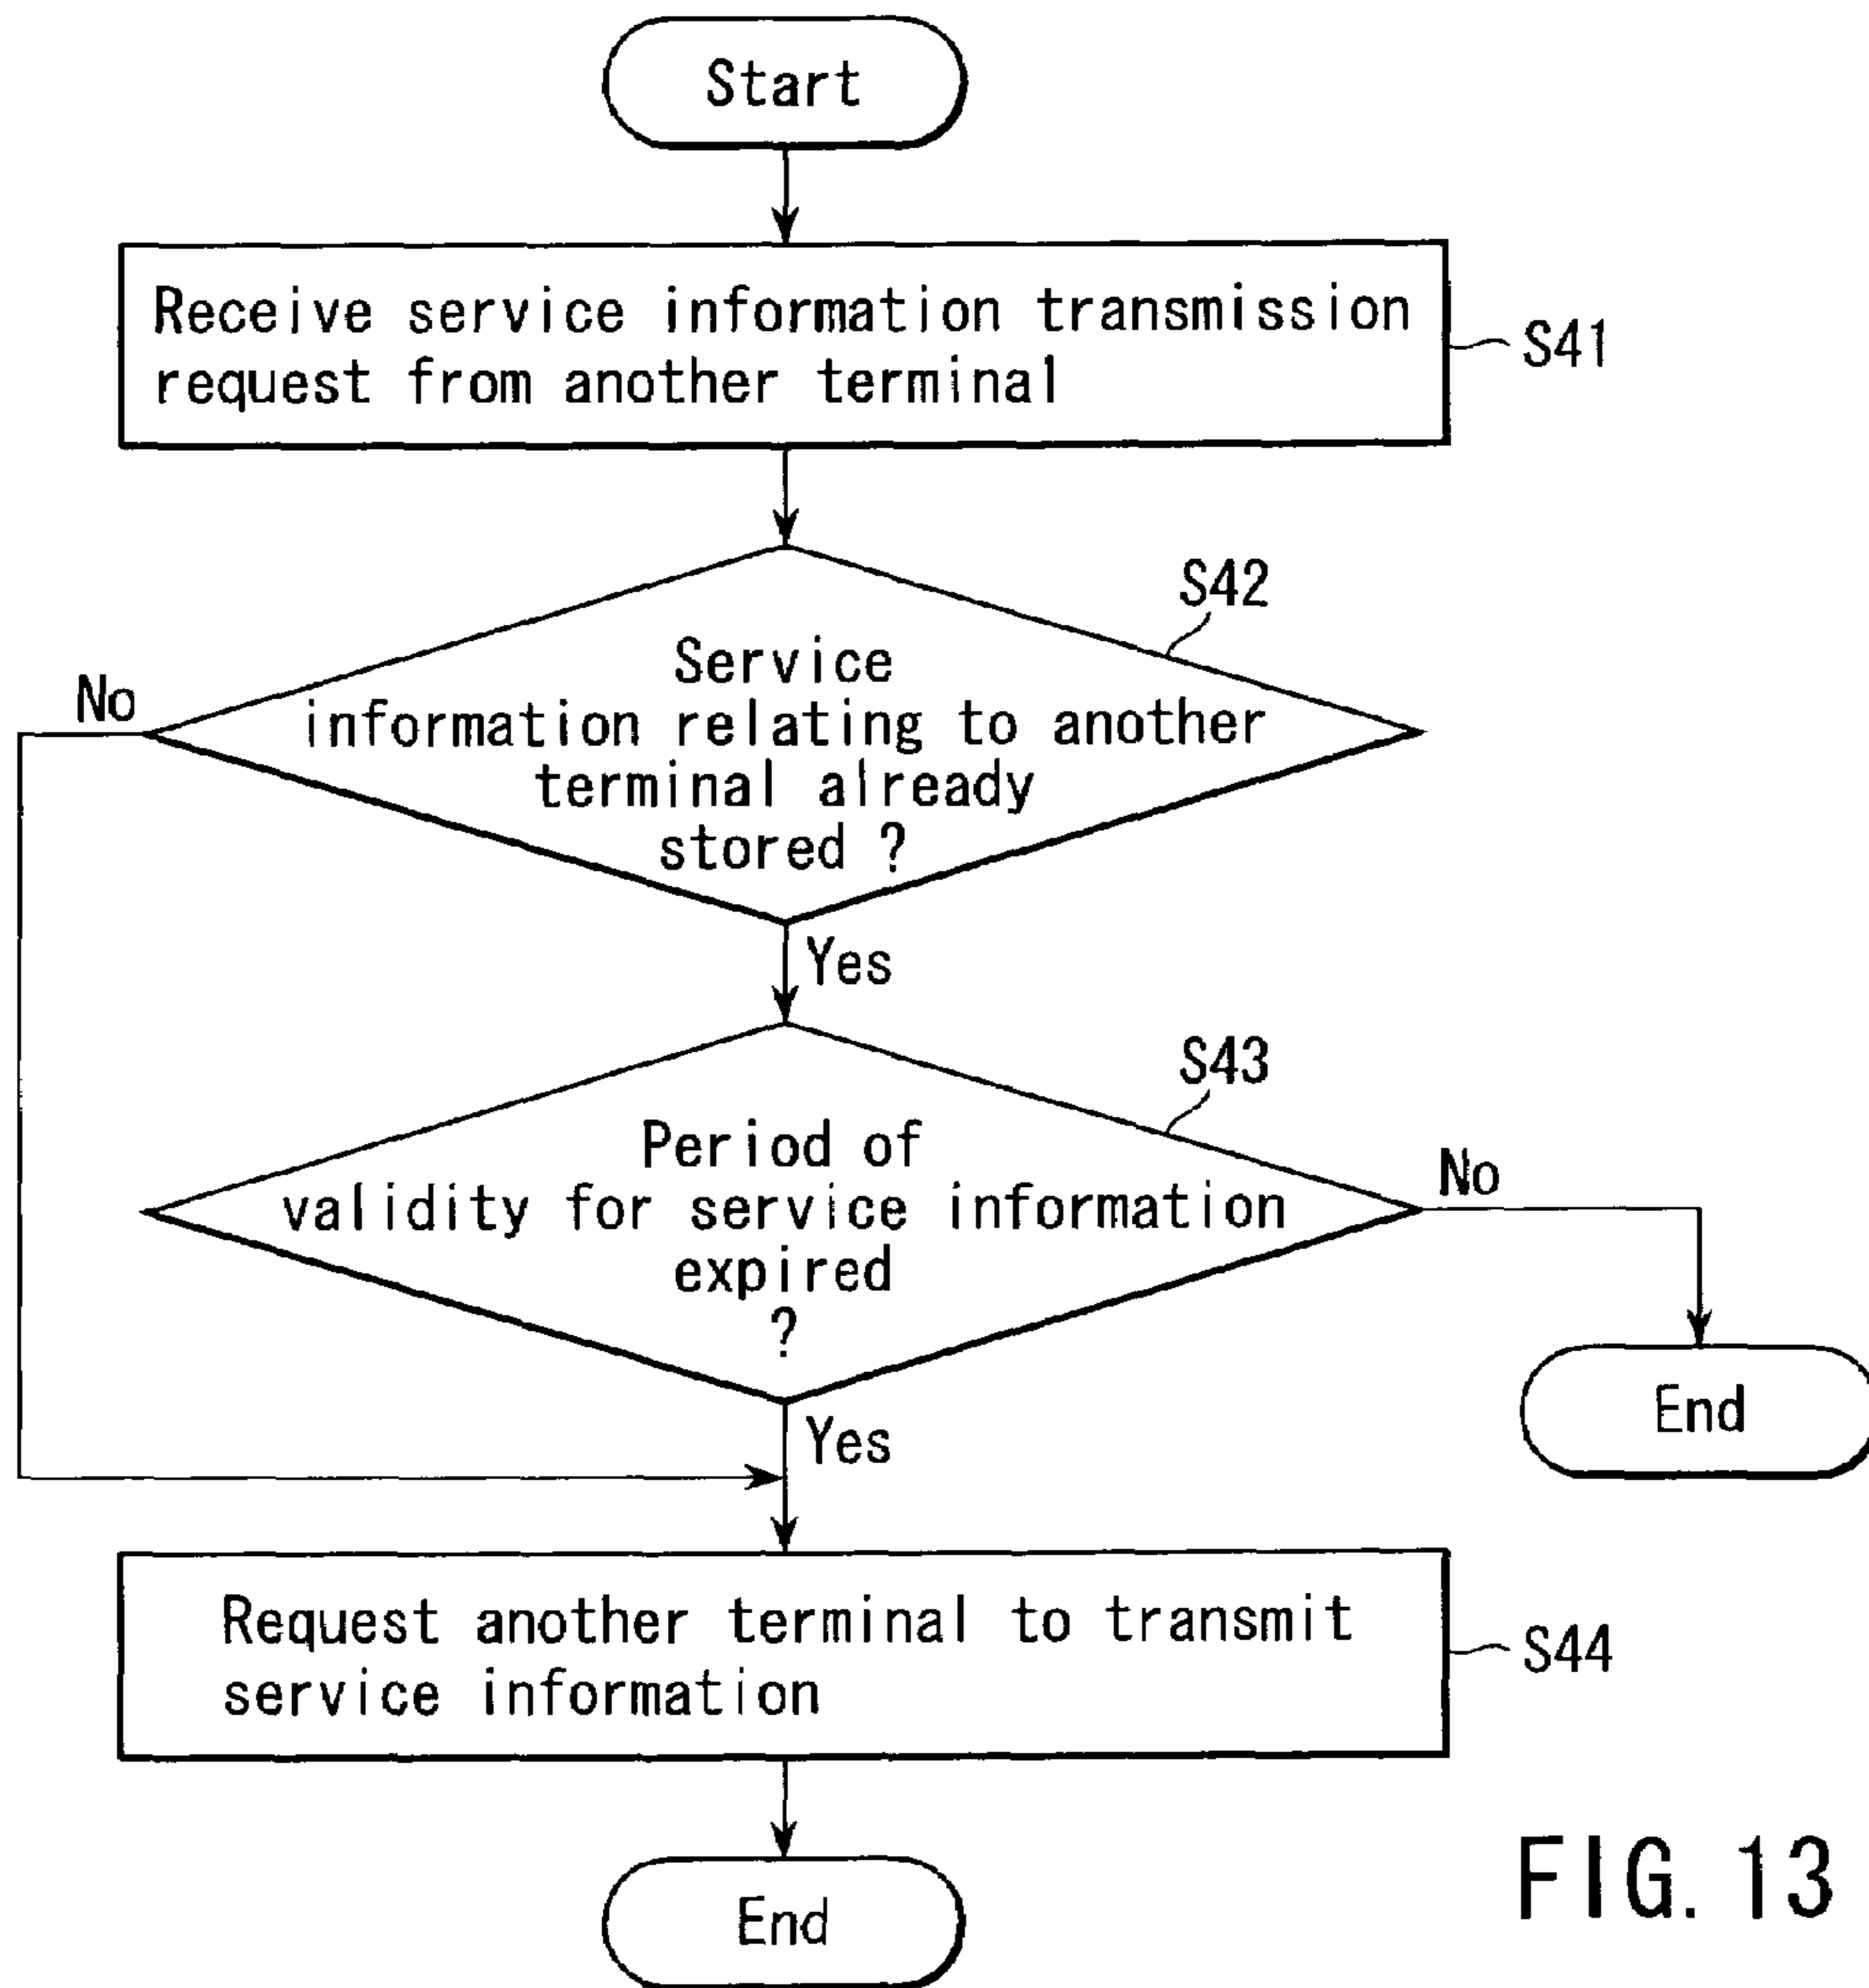 Start
Receive service information transmission
request from another terminal
S41
S42
Service
information relating to another
terminal already
stored ?
No
Yes
S43
Period of
validity for service information
expired
?
No
Yes
End
Request another terminal to transmit
service information
S44
End
FIG. 13